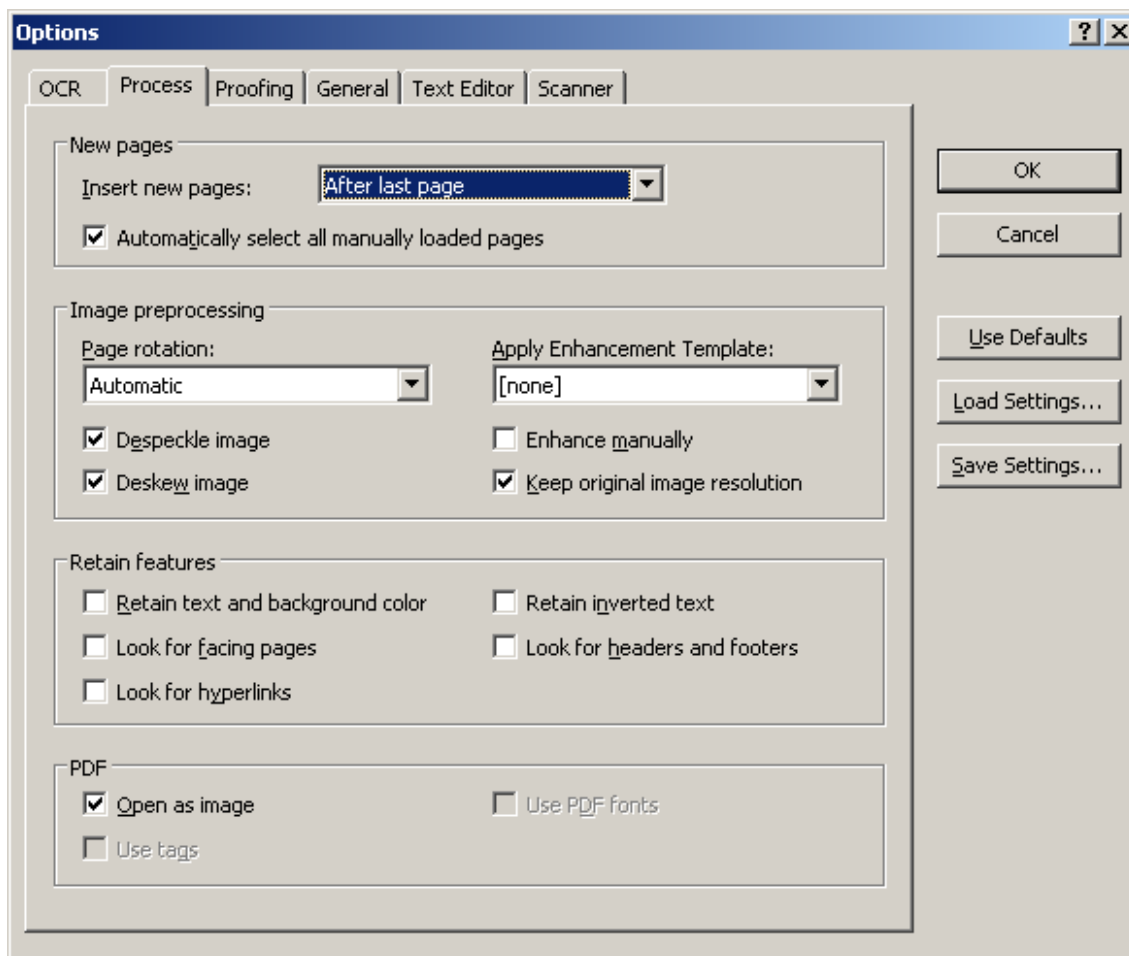 Options
OCR Process Proofing General Text Editor Scanner
New pages
Insert new pages: After last page
Automatically select all manually loaded pages
Image preprocessing
Page rotation: Apply Enhancement Template:
Automatic [none]
Despeckle image Enhance manually
Deskew image Keep original image resolution
Retain features
Retain text and background color Retain inverted text
Look for facing pages Look for headers and footers
Look for hyperlinks
PDF
Open as image Use PDF fonts
Use tags
OK
Cancel
Use Defaults
Load Settings...
Save Settings...